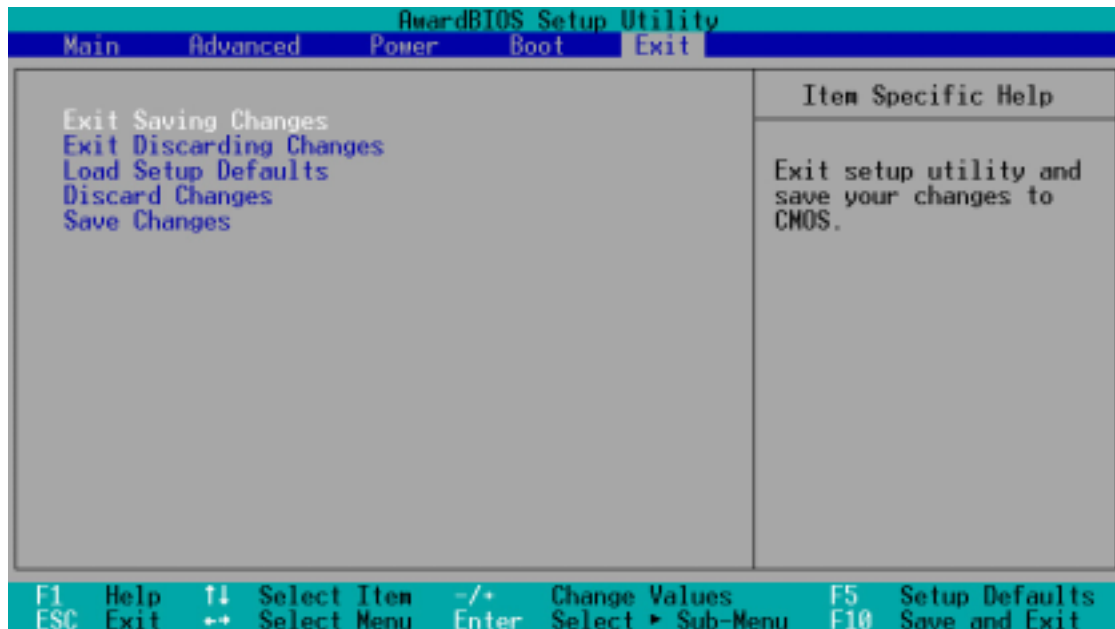 AwardBIOS Setup Utility
Main Advanced Power Boot Exit
Item Specific Help
Exit Saving Changes
Exit Discarding Changes
Load Setup Defaults
Discard Changes
Save Changes
Exit setup utility and
save your changes to
CMOS.
F1 Help ↑↓ Select Item -/+ Change Values F5 Setup Defaults
ESC Exit ←→ Select Menu Enter Select ► Sub-Menu F10 Save and Exit